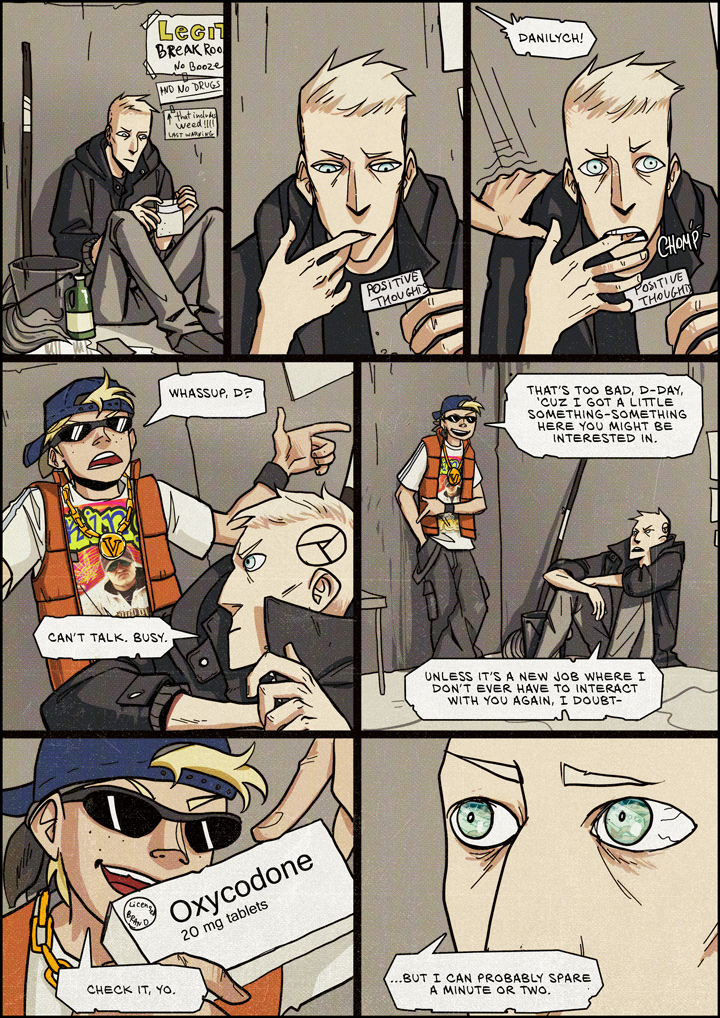 LEGIT
BREAK ROO
NO BOOZE
AND NO DRUGS
↑ that includes
weed!!!!
LAST WARNING
POSITIVE
THOUGHTS
DANILYCH!
CHOMP
POSITIVE
THOUGHTS
WHASSUP, D?
V
CAN'T TALK. BUSY.
THAT'S TOO BAD, D-DAY,
'CUZ I GOT A LITTLE
SOMETHING-SOMETHING
HERE YOU MIGHT BE
INTERESTED IN.
UNLESS IT'S A NEW JOB WHERE I
DON'T EVER HAVE TO INTERACT
WITH YOU AGAIN, I DOUBT-
Oxycodone
20 mg tablets
LICENSED
BRAND
CHECK IT, YO.
...BUT I CAN PROBABLY SPARE
A MINUTE OR TWO.